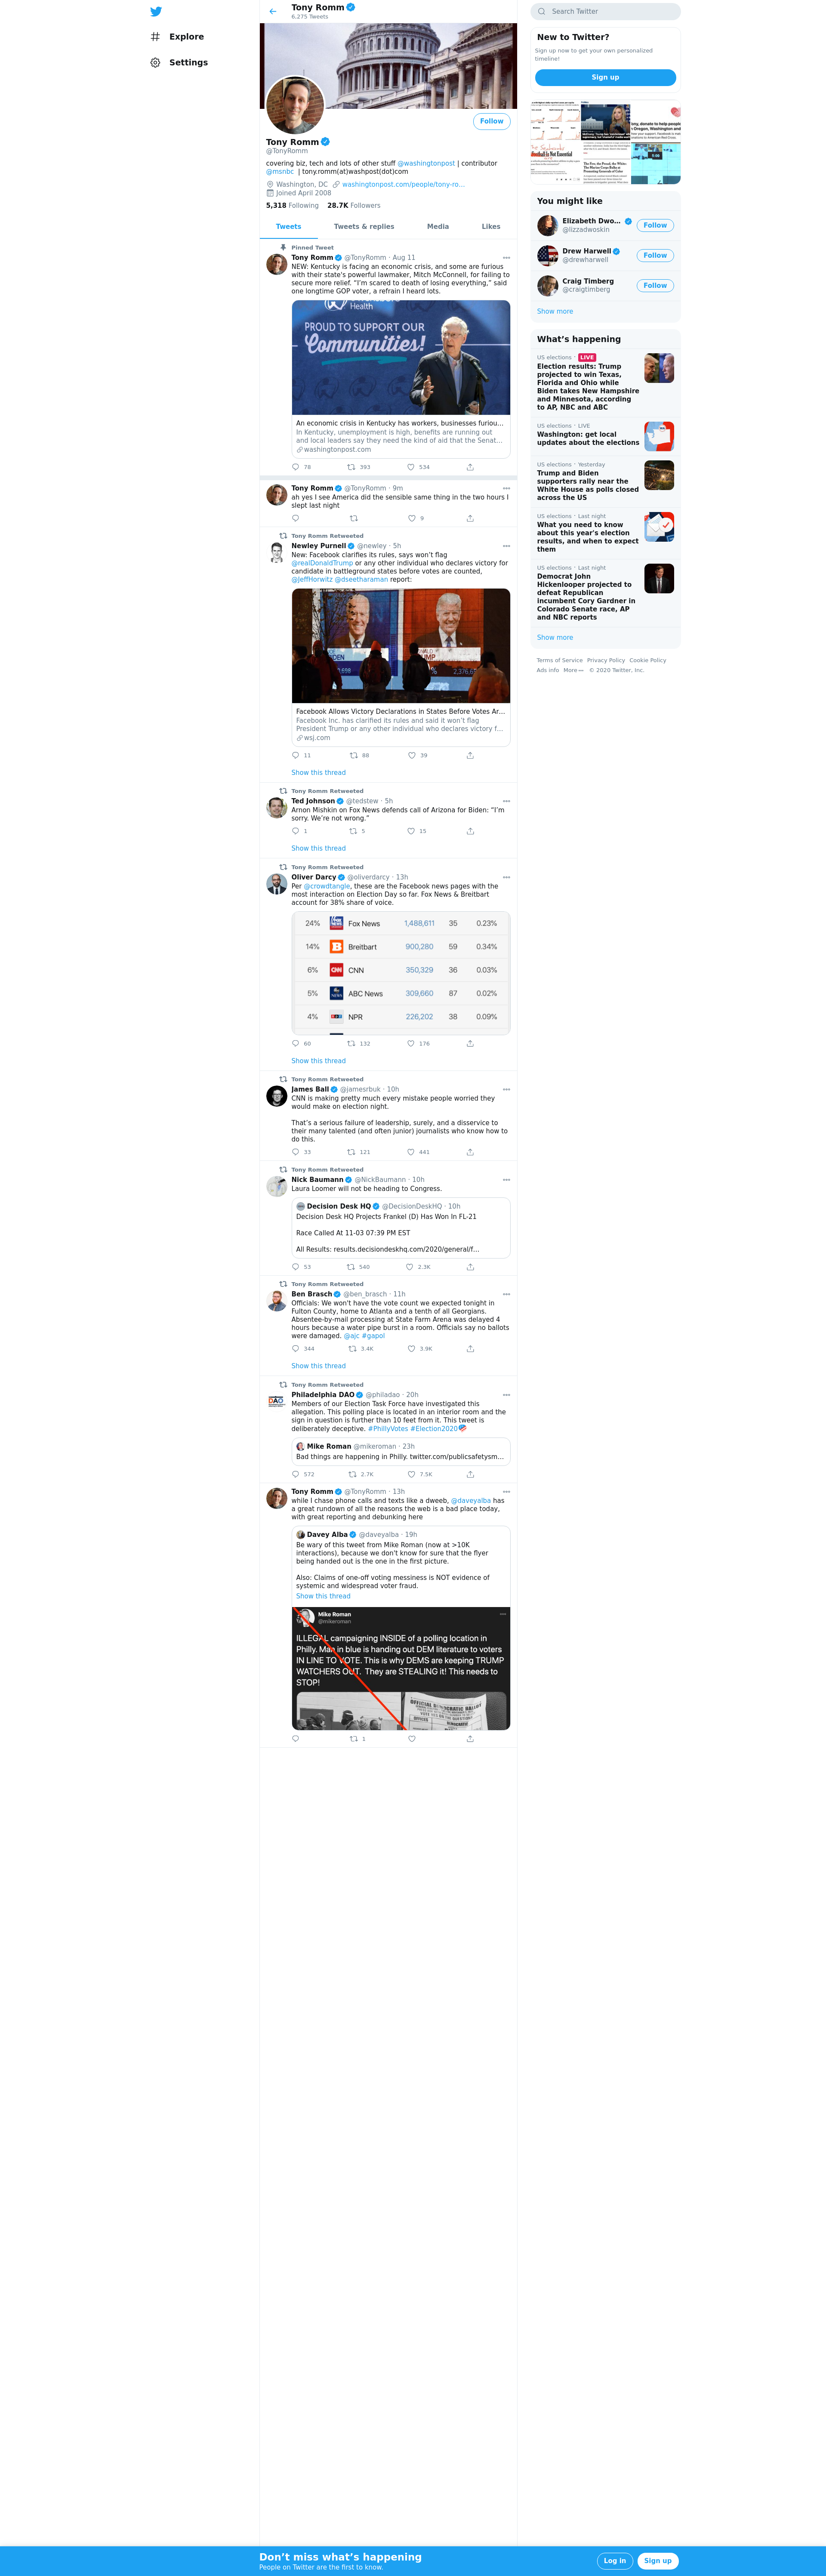 Explore
Settings
Tony Romm
6,275 Tweets
Follow
Tony Romm
@TonyRomm
covering biz, tech and lots of other stuff @washingtonpost | contributor
@msnbc | tony.romm(at)washpost(dot)com
Washington, DC washingtonpost.com/people/tony-ro…
Joined April 2008
5,318 Following 28.7K Followers
Tweets Tweets & replies Media Likes
Pinned Tweet
Tony Romm @TonyRomm · Aug 11
NEW: Kentucky is facing an economic crisis, and some are furious
with their state's powerful lawmaker, Mitch McConnell, for failing to
secure more relief. "I'm scared to death of losing everything," said
one longtime GOP voter, a refrain I heard lots.
Health
PROUD TO SUPPORT OUR
Communities!
An economic crisis in Kentucky has workers, businesses furiou…
In Kentucky, unemployment is high, benefits are running out
and local leaders say they need the kind of aid that the Senat…
washingtonpost.com
78 393 534
Tony Romm @TonyRomm · 9m
ah yes I see America did the sensible same thing in the two hours I
slept last night
9
Tony Romm Retweeted
Newley Purnell @newley · 5h
New: Facebook clarifies its rules, says won't flag
@realDonaldTrump or any other individual who declares victory for
candidate in battleground states before votes are counted,
@JeffHorwitz @dseetharaman report:
Facebook Allows Victory Declarations in States Before Votes Ar…
Facebook Inc. has clarified its rules and said it won't flag
President Trump or any other individual who declares victory f…
wsj.com
11 88 39
Show this thread
Tony Romm Retweeted
Ted Johnson @tedstew · 5h
Arnon Mishkin on Fox News defends call of Arizona for Biden: "I'm
sorry. We're not wrong."
1 5 15
Show this thread
Tony Romm Retweeted
Oliver Darcy @oliverdarcy · 13h
Per @crowdtangle, these are the Facebook news pages with the
most interaction on Election Day so far. Fox News & Breitbart
account for 38% share of voice.
24% Fox News 1,488,611 35 0.23%
14% Breitbart 900,280 59 0.34%
6% CNN 350,329 36 0.03%
5% ABC News 309,660 87 0.02%
4% NPR 226,202 38 0.09%
60 132 176
Show this thread
Tony Romm Retweeted
James Ball @jamesrbuk · 10h
CNN is making pretty much every mistake people worried they
would make on election night.
That's a serious failure of leadership, surely, and a disservice to
their many talented (and often junior) journalists who know how to
do this.
33 121 441
Tony Romm Retweeted
Nick Baumann @NickBaumann · 10h
Laura Loomer will not be heading to Congress.
Decision Desk HQ @DecisionDeskHQ · 10h
Decision Desk HQ Projects Frankel (D) Has Won In FL-21
Race Called At 11-03 07:39 PM EST
All Results: results.decisiondeskhq.com/2020/general/f…
53 540 2.3K
Tony Romm Retweeted
Ben Brasch @ben_brasch · 11h
Officials: We won't have the vote count we expected tonight in
Fulton County, home to Atlanta and a tenth of all Georgians.
Absentee-by-mail processing at State Farm Arena was delayed 4
hours because a water pipe burst in a room. Officials say no ballots
were damaged. @ajc #gapol
344 3.4K 3.9K
Show this thread
Tony Romm Retweeted
Philadelphia DAO @philadao · 20h
Members of our Election Task Force have investigated this
allegation. This polling place is located in an interior room and the
sign in question is further than 10 feet from it. This tweet is
deliberately deceptive. #PhillyVotes #Election2020
Mike Roman @mikeroman · 23h
Bad things are happening in Philly. twitter.com/publicsafetysm…
572 2.7K 7.5K
Tony Romm @TonyRomm · 13h
while I chase phone calls and texts like a dweeb, @daveyalba has
a great rundown of all the reasons the web is a bad place today,
with great reporting and debunking here
Davey Alba @daveyalba · 19h
Be wary of this tweet from Mike Roman (now at >10K
interactions), because we don't know for sure that the flyer
being handed out is the one in the first picture.
Also: Claims of one-off voting messiness is NOT evidence of
systemic and widespread voter fraud.
Show this thread
Mike Roman
@mikeroman
ILLEGAL campaigning INSIDE of a polling location in
Philly. Man in blue is handing out DEM literature to voters
IN LINE TO VOTE. This is why DEMS are keeping TRUMP
WATCHERS OUT. They are STEALING it! This needs to
STOP!
OFFICIAL DEMOCRATIC BALLOT
1
Search Twitter
New to Twitter?
Sign up now to get your own personalized
timeline!
Sign up
You might like
Elizabeth Dwo…
@lizzadwoskin
Follow
Drew Harwell
@drewharwell
Follow
Craig Timberg
@craigtimberg
Follow
Show more
What's happening
US elections · LIVE
Election results: Trump
projected to win Texas,
Florida and Ohio while
Biden takes New Hampshire
and Minnesota, according
to AP, NBC and ABC
US elections · LIVE
Washington: get local
updates about the elections
US elections · Yesterday
Trump and Biden
supporters rally near the
White House as polls closed
across the US
US elections · Last night
What you need to know
about this year's election
results, and when to expect
them
US elections · Last night
Democrat John
Hickenlooper projected to
defeat Republican
incumbent Cory Gardner in
Colorado Senate race, AP
and NBC reports
Show more
Terms of Service Privacy Policy Cookie Policy
Ads info More © 2020 Twitter, Inc.
Don't miss what's happening
People on Twitter are the first to know.
Log in Sign up